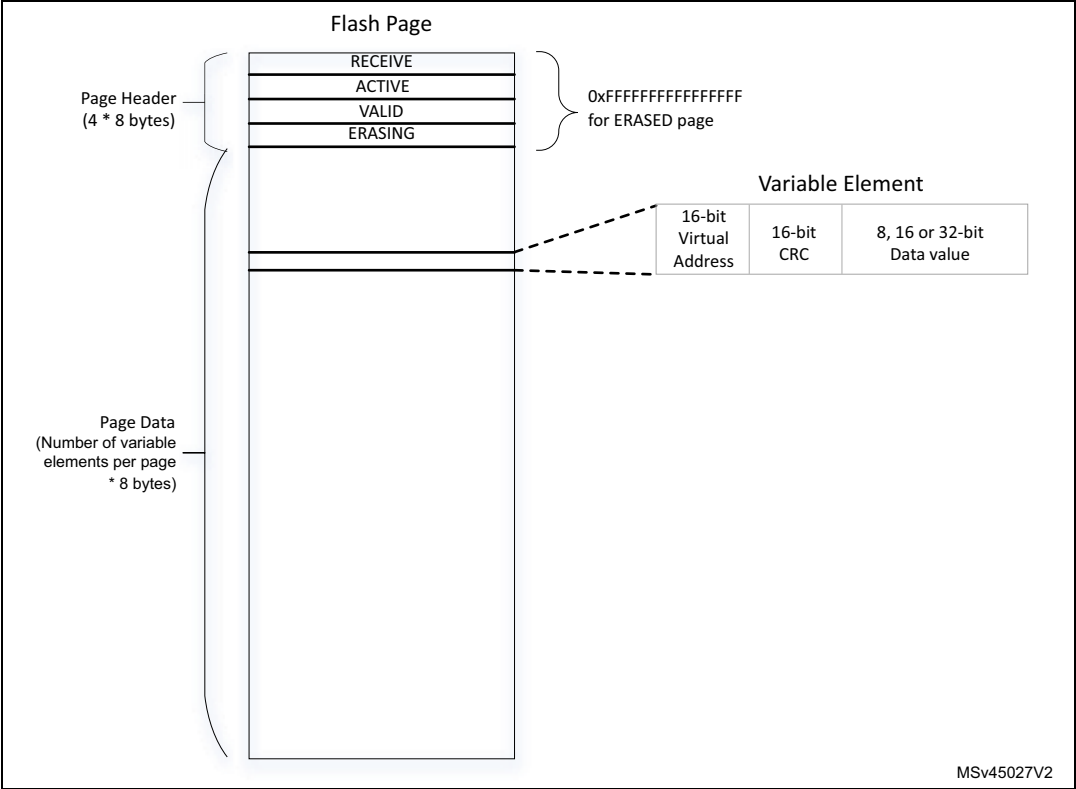 Flash Page
RECEIVE
ACTIVE
VALID
ERASING
Page Header
(4 * 8 bytes)
0xFFFFFFFFFFFFFFFF
for ERASED page
Variable Element
16-bit
Virtual
Address
16-bit
CRC
8, 16 or 32-bit
Data value
Page Data
(Number of variable
elements per page
* 8 bytes)
MSv45027V2